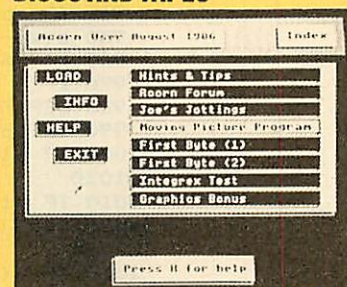 DISCS AND TAPES
Acorn User August 1986
Index
LOAD
INFO
HELP
EXIT
Hints & Tips
Acorn Forum
Joe's Jottings
Moving Picture Program
First Byte (1)
First Byte (2)
Integrex Test
Graphics Bonus
Press H for help